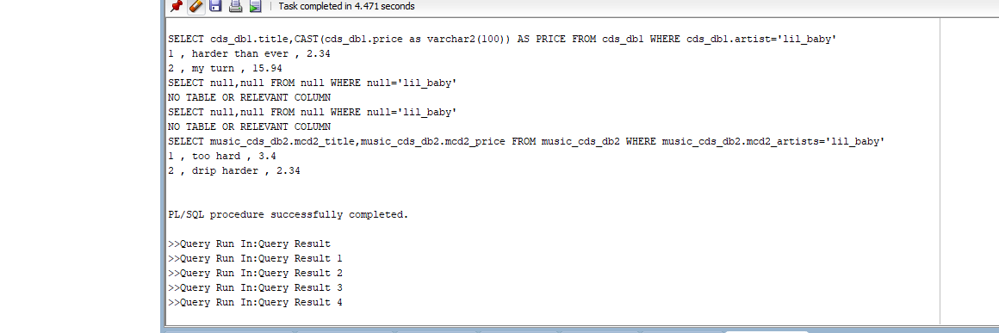 Task completed in 4.471 seconds
SELECT cds_db1.title,CAST(cds_db1.price as varchar2(100)) AS PRICE FROM cds_db1 WHERE cds_db1.artist='lil_baby'
1 , harder than ever , 2.34
2 , my turn , 15.94
SELECT null,null FROM null WHERE null='lil_baby'
NO TABLE OR RELEVANT COLUMN
SELECT null,null FROM null WHERE null='lil_baby'
NO TABLE OR RELEVANT COLUMN
SELECT music_cds_db2.mcd2_title,music_cds_db2.mcd2_price FROM music_cds_db2 WHERE music_cds_db2.mcd2_artists='lil_baby'
1 , too hard , 3.4
2 , drip harder , 2.34
PL/SQL procedure successfully completed.
>>Query Run In:Query Result
>>Query Run In:Query Result 1
>>Query Run In:Query Result 2
>>Query Run In:Query Result 3
>>Query Run In:Query Result 4